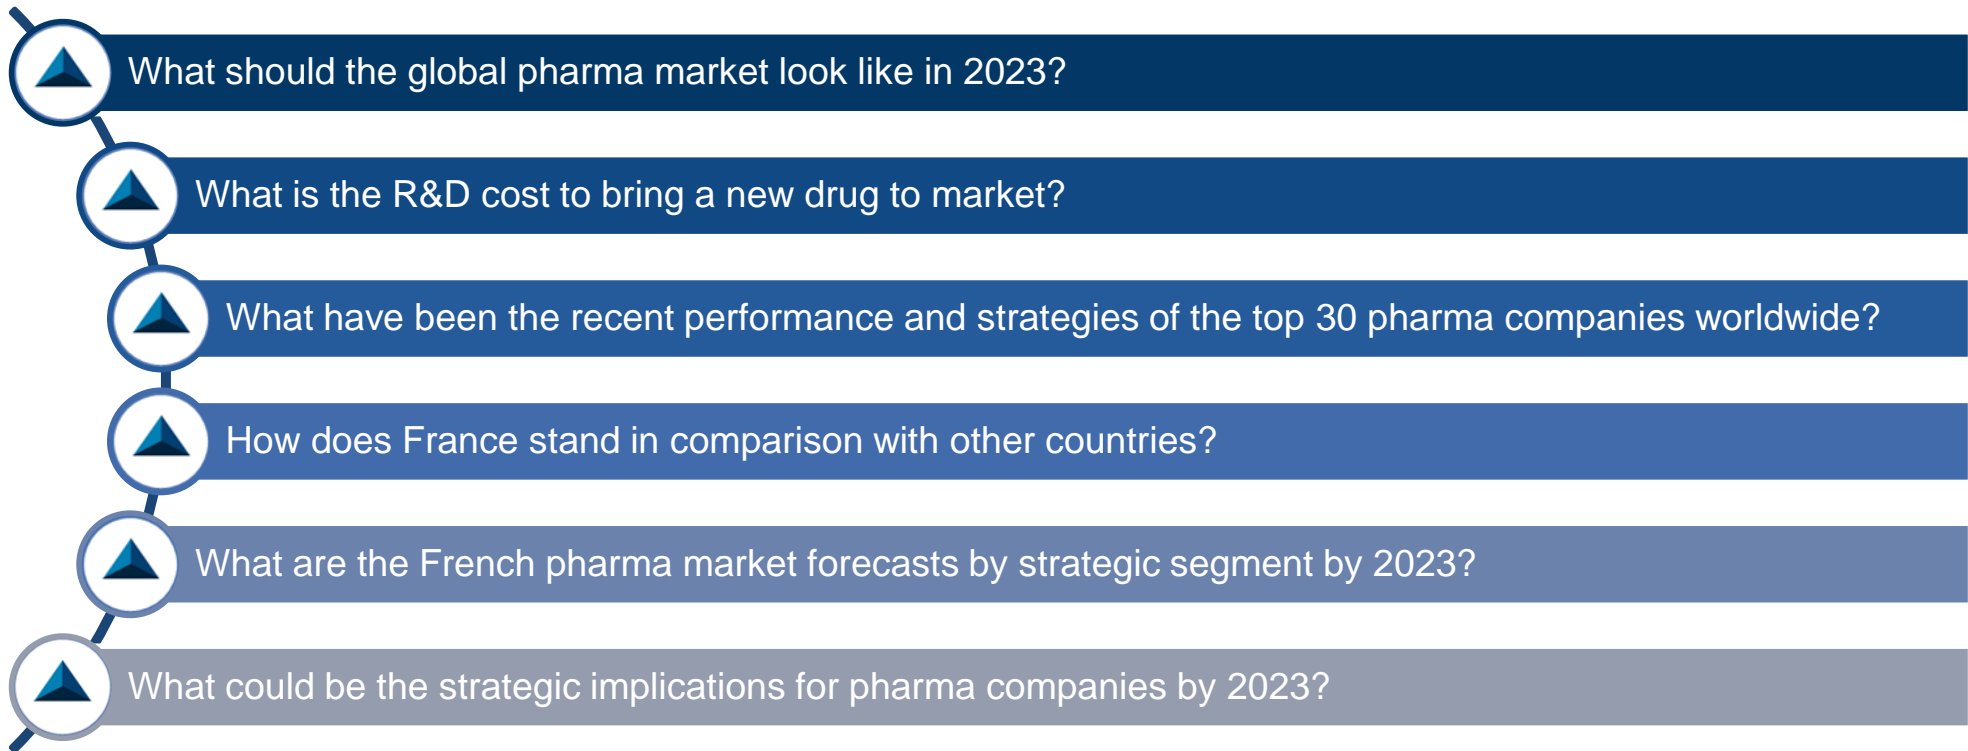 What should the global pharma market look like in 2023?
What is the R&D cost to bring a new drug to market?
What have been the recent performance and strategies of the top 30 pharma companies worldwide?
How does France stand in comparison with other countries?
What are the French pharma market forecasts by strategic segment by 2023?
What could be the strategic implications for pharma companies by 2023?